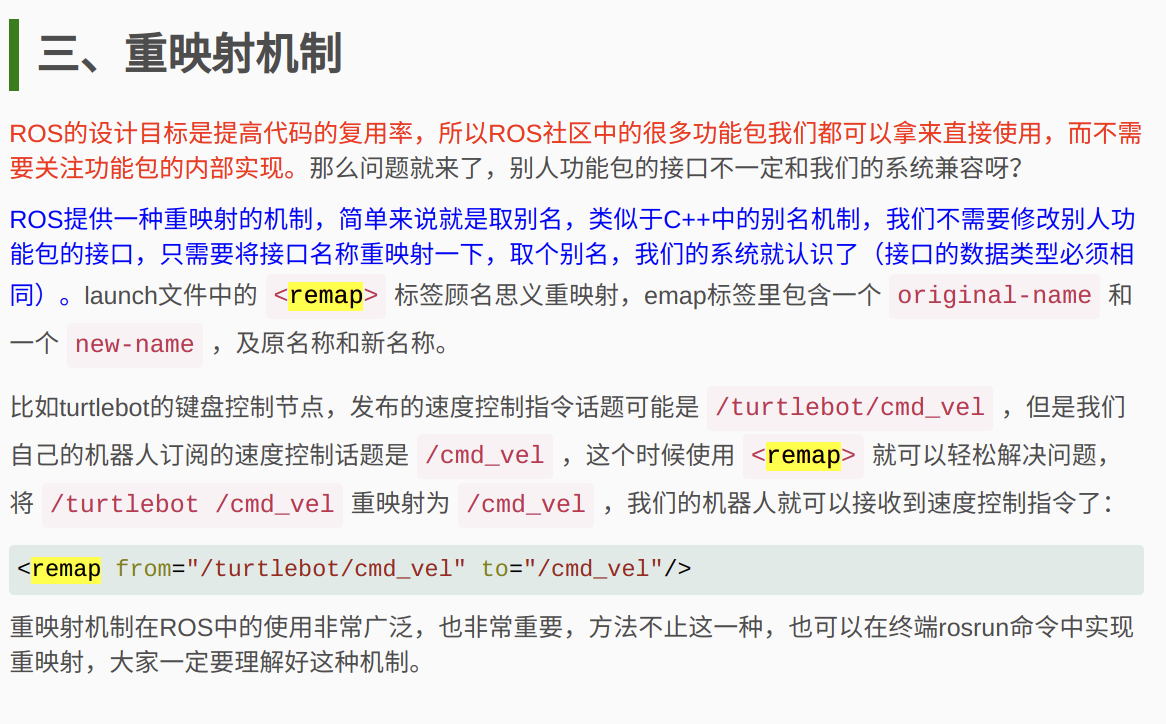 三、重映射机制
ROS的设计目标是提高代码的复用率，所以ROS社区中的很多功能包我们都可以拿来直接使用，而不需
要关注功能包的内部实现。那么问题就来了，别人功能包的接口不一定和我们的系统兼容呀？
ROS提供一种重映射的机制，简单来说就是取别名，类似于C++中的别名机制，我们不需要修改别人功
能包的接口，只需要将接口名称重映射一下，取个别名，我们的系统就认识了（接口的数据类型必须相
同）。launch文件中的 <remap> 标签顾名思义重映射，emap标签里包含一个 original-name 和
一个 new-name ，及原名称和新名称。
比如turtlebot的键盘控制节点，发布的速度控制指令话题可能是 /turtlebot/cmd_vel ，但是我们
自己的机器人订阅的速度控制话题是 /cmd_vel ，这个时候使用 <remap> 就可以轻松解决问题，
将 /turtlebot /cmd_vel 重映射为 /cmd_vel ，我们的机器人就可以接收到速度控制指令了：
<remap from="/turtlebot/cmd_vel" to="/cmd_vel"/>
重映射机制在ROS中的使用非常广泛，也非常重要，方法不止这一种，也可以在终端rosrun命令中实现
重映射，大家一定要理解好这种机制。